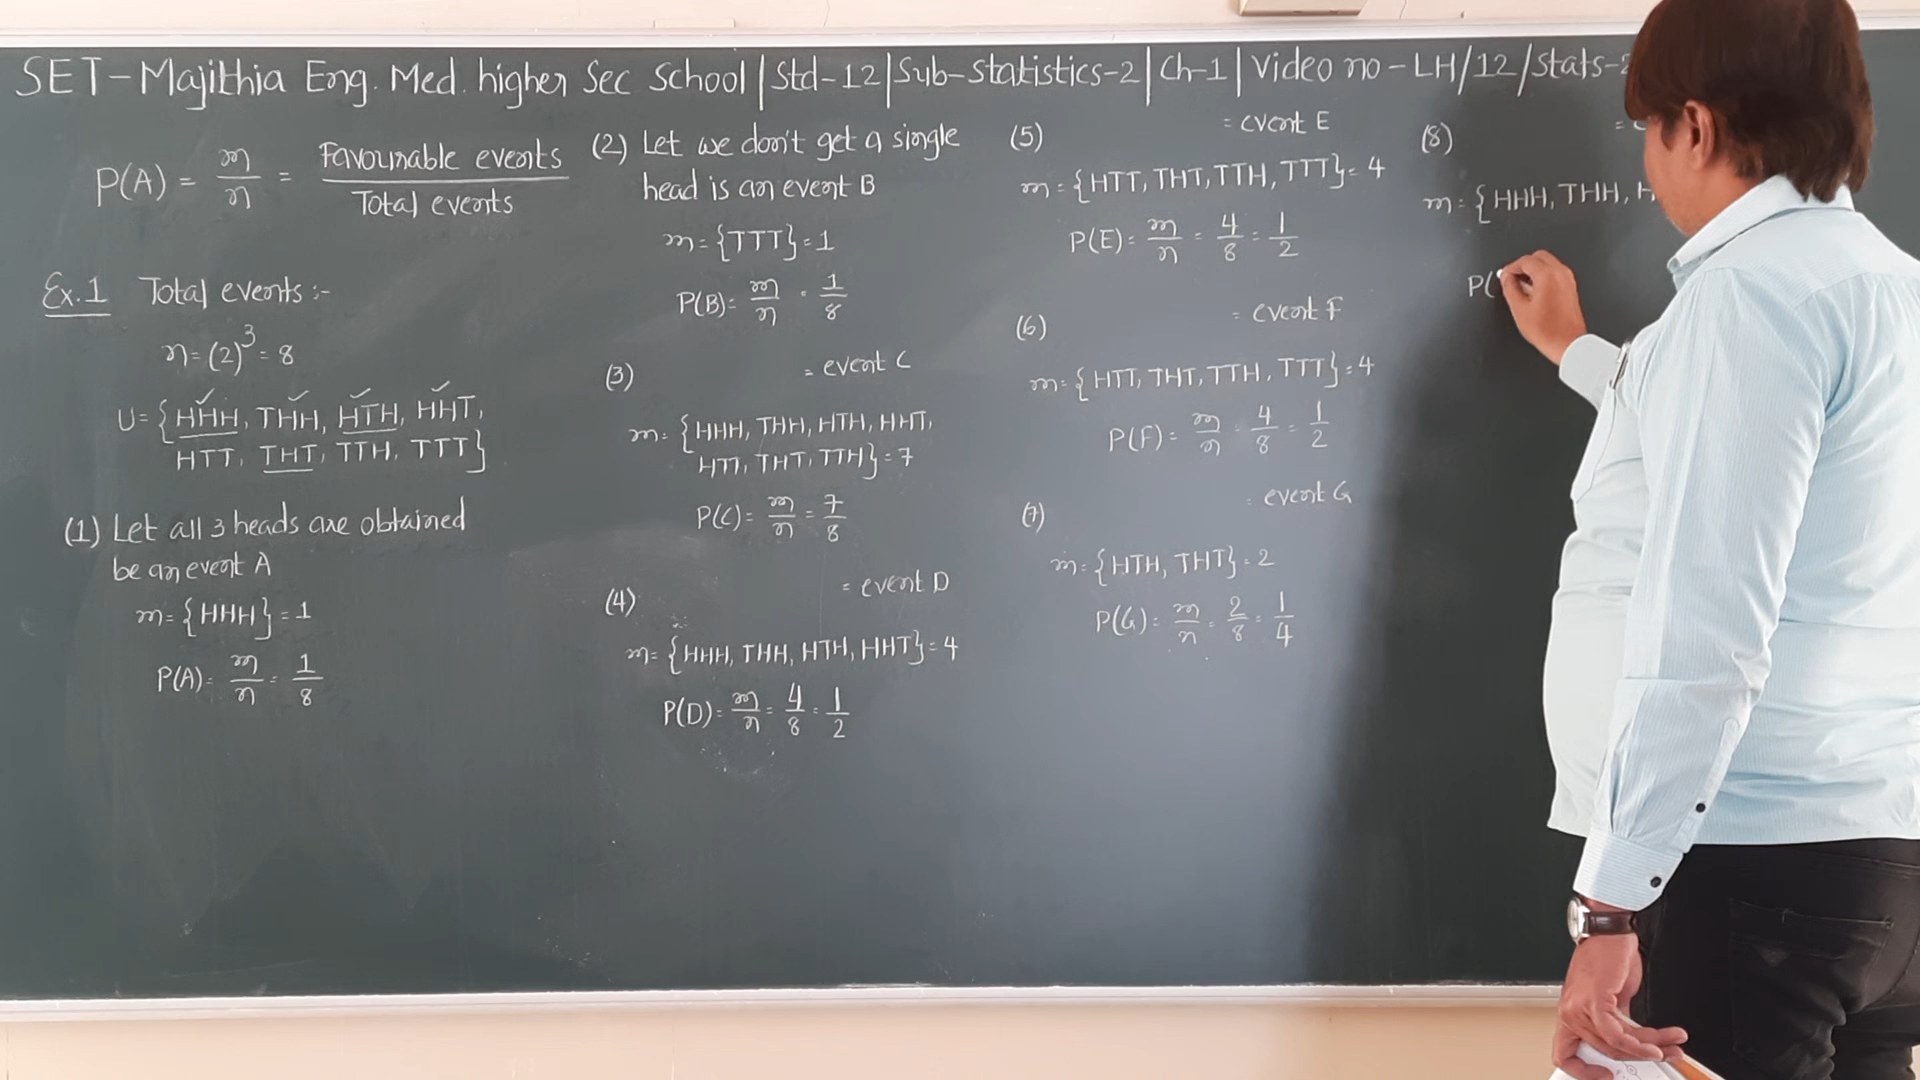 SET-Majithia Eng. Med. higher Sec School | Std-12 | Sub-Statistics-2 | Ch-1 | Video no - LH/12/Stats-2
P(A) = m/n = Favourable events/Total events
Ex.1 Total events :-
n = (2)^3 = 8
U = {HHH, THH, HTH, HHT,
HTT, THT, TTH, TTT}
(1) Let all 3 heads are obtained
be an event A
m = {HHH} = 1
P(A) = m/n = 1/8
(2) Let we don't get a single
head is an event B
m = {TTT} = 1
P(B) = m/n = 1/8
(3) = event C
m = {HHH, THH, HTH, HHT,
HTT, THT, TTH} = 7
P(C) = m/n = 7/8
(4) = event D
m = {HHH, THH, HTH, HHT} = 4
P(D) = m/n = 4/8 = 1/2
(5) = event E
m = {HTT, THT, TTH, TTT} = 4
P(E) = m/n = 4/8 = 1/2
(6) = event F
m = {HTT, THT, TTH, TTT} = 4
P(F) = m/n = 4/8 = 1/2
(7) = event G
m = {HTH, THT} = 2
P(G) = m/n = 2/8 = 1/4
(8) =
m = {HHH, THH, H
P(